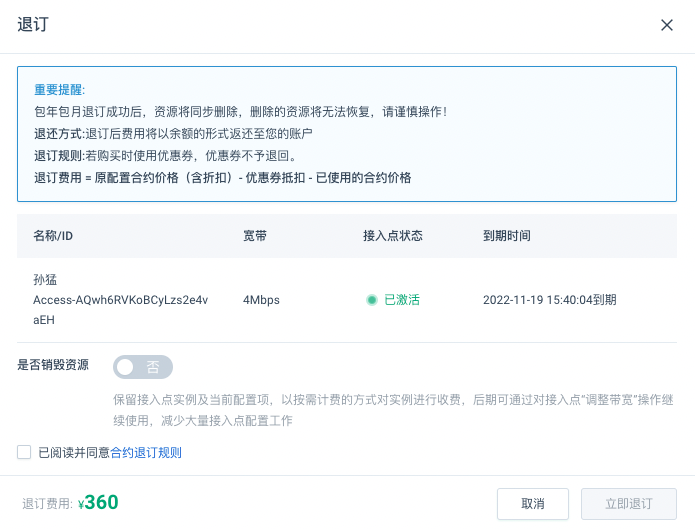 退订
重要提醒:
包年包月退订成功后，资源将同步删除，删除的资源将无法恢复，请谨慎操作！
退还方式:退订后费用将以余额的形式返还至您的账户
退订规则:若购买时使用优惠券，优惠券不予退回。
退订费用 = 原配置合约价格（含折扣）- 优惠券抵扣 - 已使用的合约价格
名称/ID 宽带 接入点状态 到期时间
孙猛
Access-AQwh6RVKoBCyLzs2e4v 4Mbps 已激活 2022-11-19 15:40:04到期
aEH
是否销毁资源 否
保留接入点实例及当前配置项，以按需计费的方式对实例进行收费，后期可通过对接入点“调整带宽”操作继
续使用，减少大量接入点配置工作
已阅读并同意合约退订规则
退订费用: ¥360 取消 立即退订